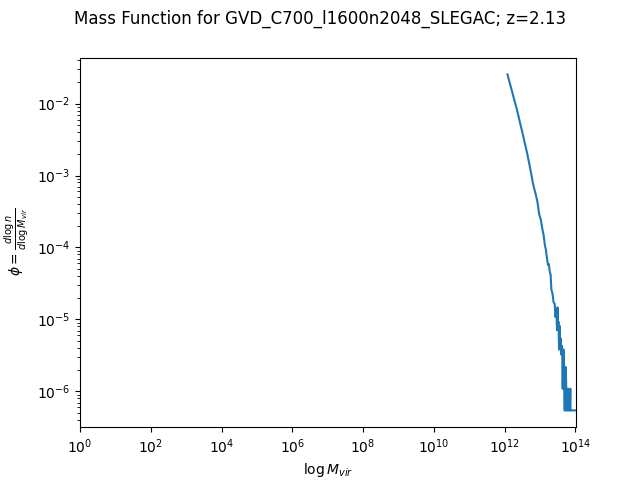 Mass Function for GVD_C700_l1600n2048_SLEGAC; z=2.13
10⁻²
10⁻³
10⁻⁴
10⁻⁵
10⁻⁶
ϕ = d log n / d log M_vir
10⁰ 10² 10⁴ 10⁶ 10⁸ 10¹⁰ 10¹² 10¹⁴
log M_vir